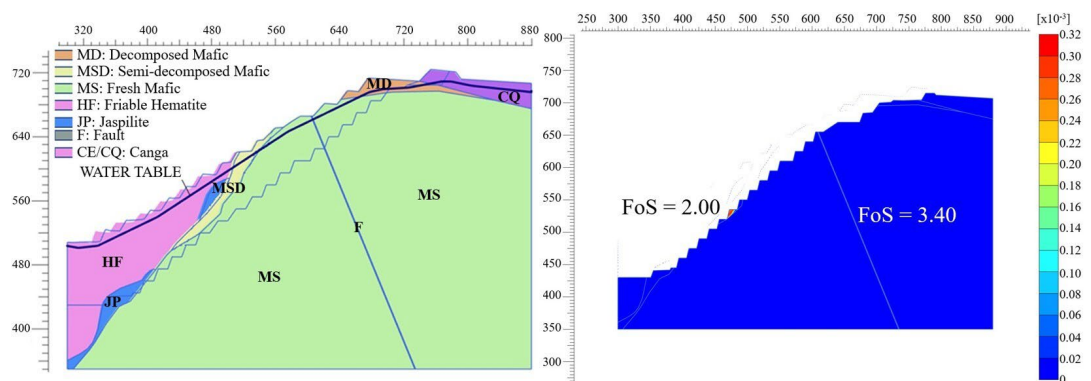 320 400 480 560 640 720 800 880
720
640
560
480
400
MD: Decomposed Mafic
MSD: Semi-decomposed Mafic
MS: Fresh Mafic
HF: Friable Hematite
JP: Jaspilite
F: Fault
CE/CQ: Canga
WATER TABLE
MD
CQ
MSD
MS
F
HF
MS
JP
250 300 350 400 450 500 550 600 650 700 750 800 850 900
800
750
700
650
600
550
500
450
400
350
300
FoS = 2.00
FoS = 3.40
[x10-3]
0.32
0.30
0.28
0.26
0.24
0.22
0.20
0.18
0.16
0.14
0.12
0.10
0.08
0.06
0.04
0.02
0